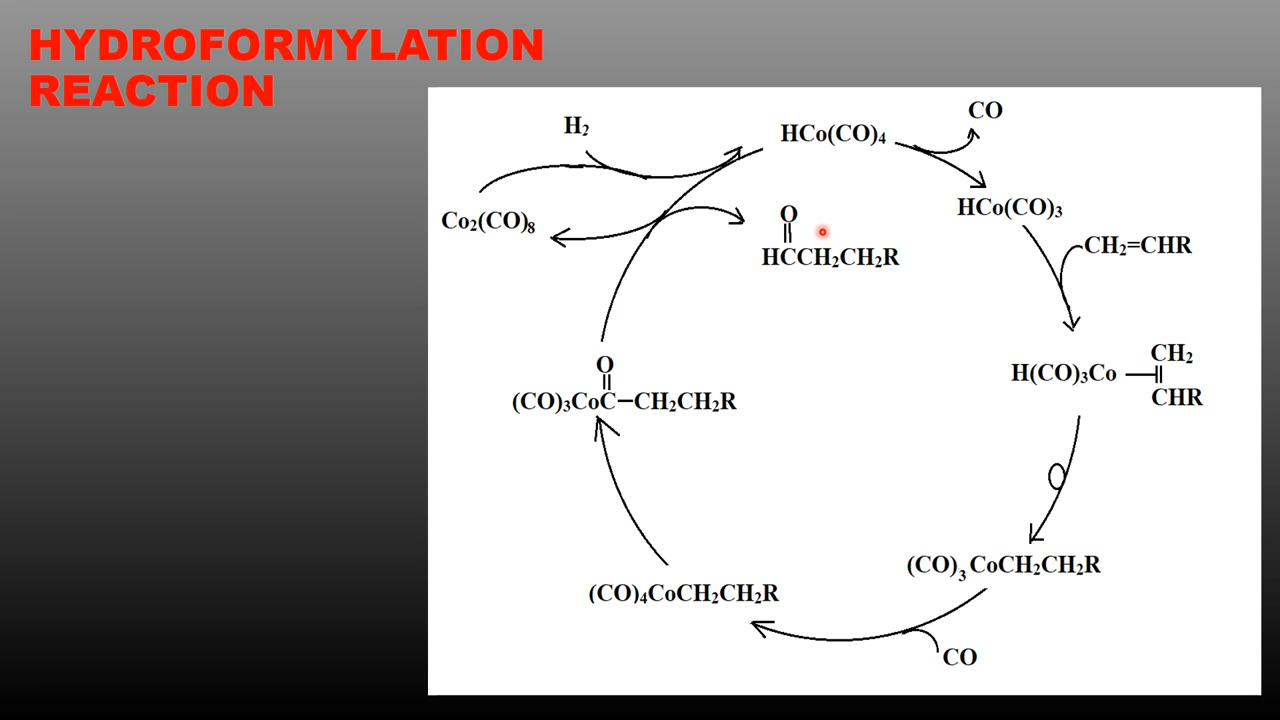 HYDROFORMYLATION
REACTION
CO
H₂
HCo(CO)₄
Co₂(CO)₈
HCo(CO)₃
O
HCCH₂CH₂R
CH₂=CHR
CH₂
H(CO)₃Co
CHR
O
(CO)₃CoC–CH₂CH₂R
(CO)₃CoCH₂CH₂R
(CO)₄CoCH₂CH₂R
CO